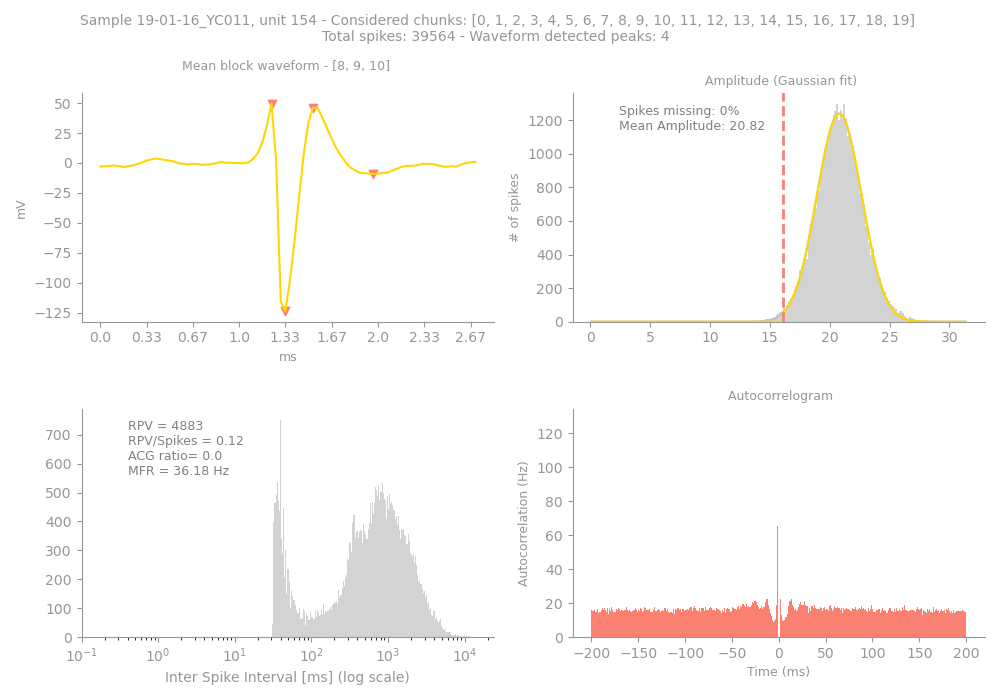 Sample 19-01-16_YC011, unit 154 - Considered chunks: [0, 1, 2, 3, 4, 5, 6, 7, 8, 9, 10, 11, 12, 13, 14, 15, 16, 17, 18, 19]
Total spikes: 39564 - Waveform detected peaks: 4
Mean block waveform - [8, 9, 10]
50
25
0
−25
−50
−75
−100
−125
mV
0.0 0.33 0.67 1.0 1.33 1.67 2.0 2.33 2.67
ms
Amplitude (Gaussian fit)
Spikes missing: 0%
Mean Amplitude: 20.82
1200
1000
800
600
400
200
0
# of spikes
0 5 10 15 20 25 30
RPV = 4883
RPV/Spikes = 0.12
ACG ratio= 0.0
MFR = 36.18 Hz
700
600
500
400
300
200
100
0
10⁻¹ 10⁰ 10¹ 10² 10³ 10⁴
Inter Spike Interval [ms] (log scale)
Autocorrelogram
120
100
80
60
40
20
0
Autocorrelation (Hz)
−200 −150 −100 −50 0 50 100 150 200
Time (ms)